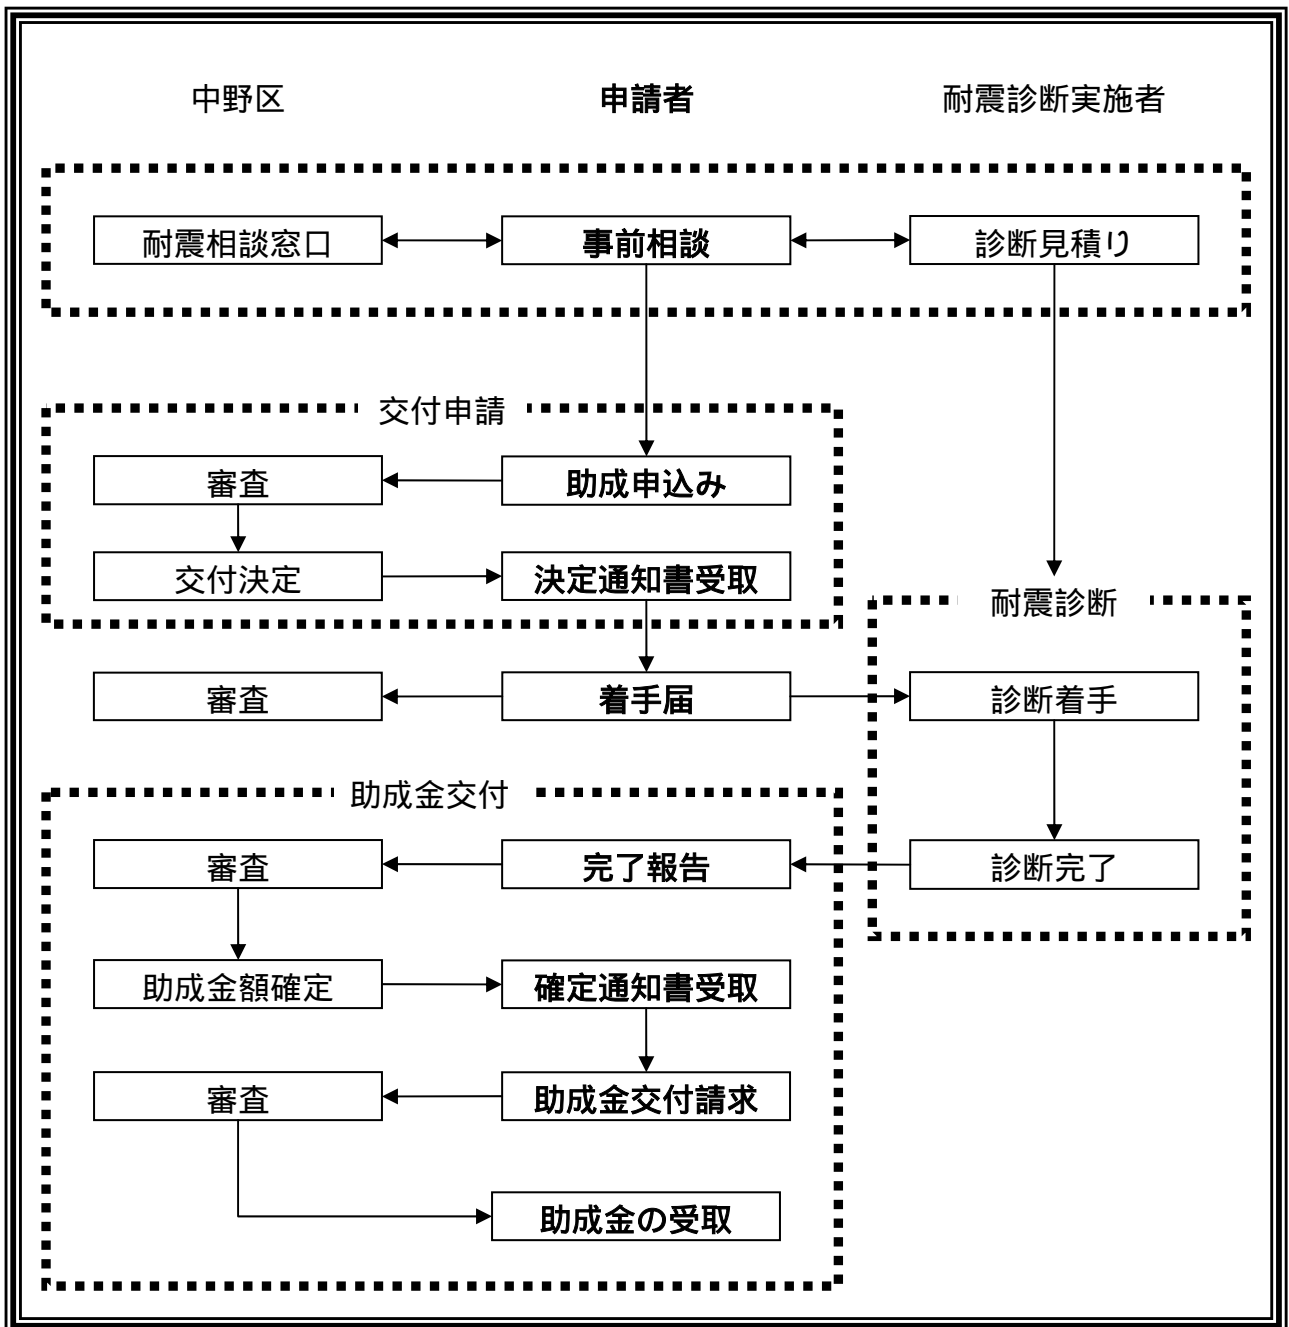 中野区 申請者 耐震診断実施者
耐震相談窓口 事前相談 診断見積り
交付申請
審査 助成申込み
交付決定 決定通知書受取
耐震診断
審査 着手届 診断着手
助成金交付
審査 完了報告 診断完了
助成金額確定 確定通知書受取
審査 助成金交付請求
助成金の受取